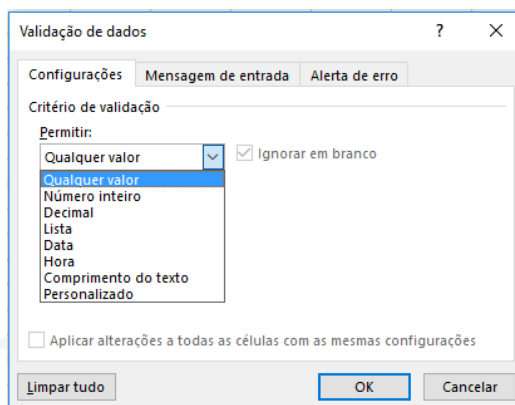 Validação de dados ? ×
Configurações Mensagem de entrada Alerta de erro
Critério de validação
Permitir:
Qualquer valor Ignorar em branco
Qualquer valor
Número inteiro
Decimal
Lista
Data
Hora
Comprimento do texto
Personalizado
Aplicar alterações a todas as células com as mesmas configurações
Limpar tudo OK Cancelar